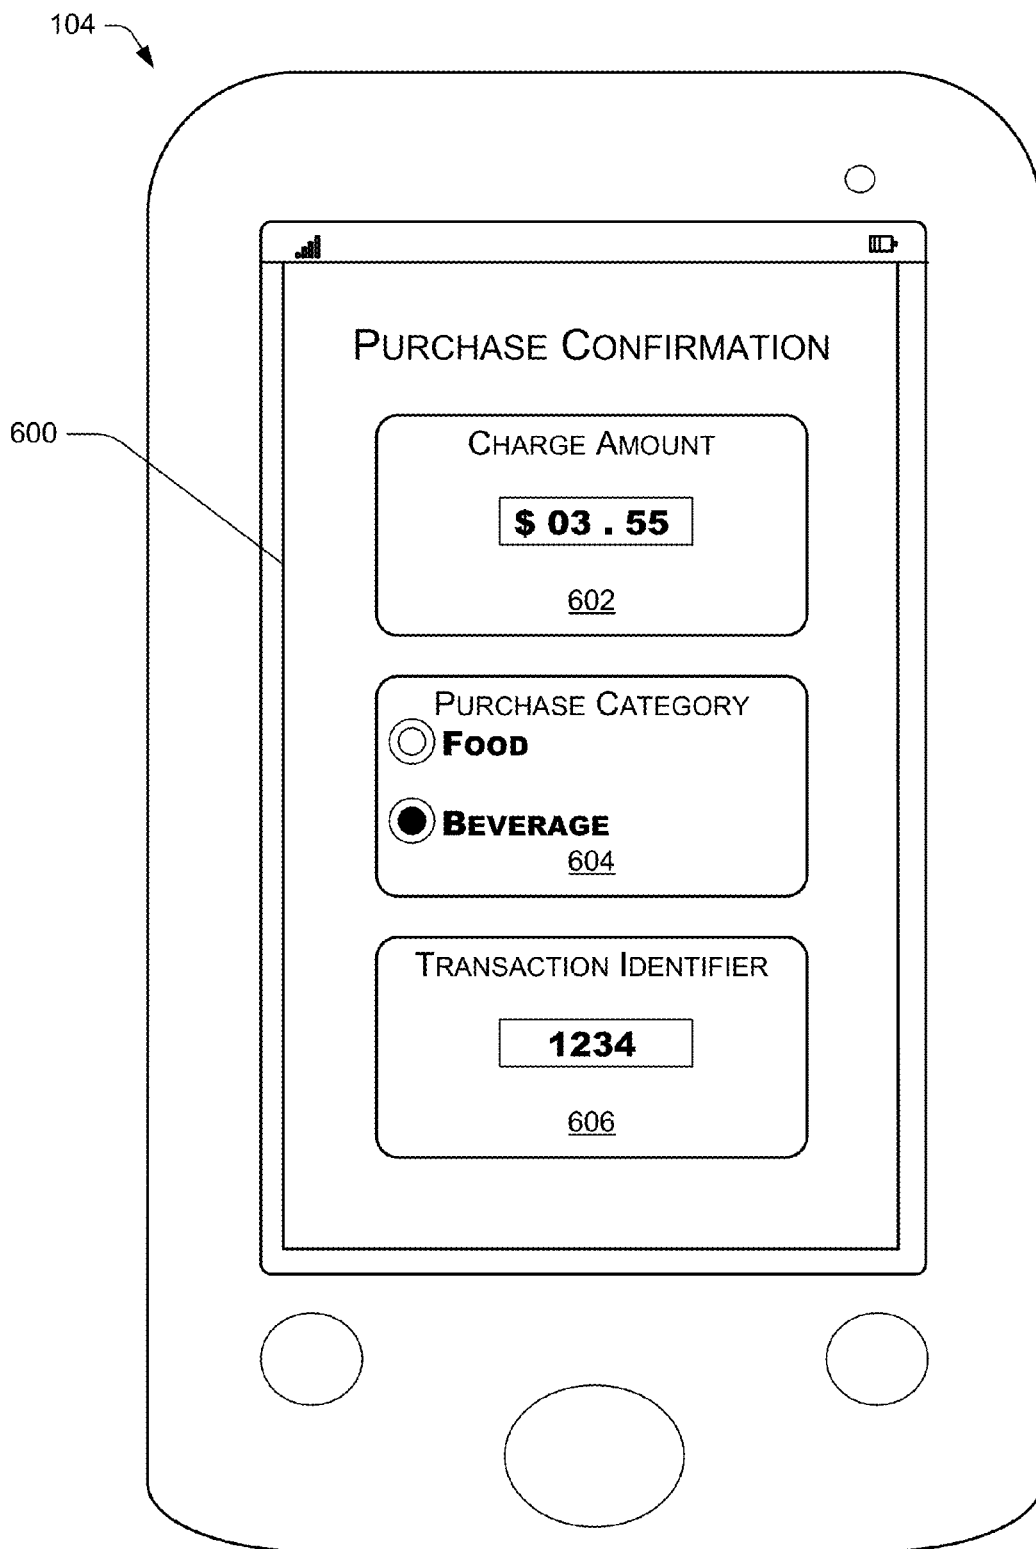 104
PURCHASE CONFIRMATION
600
CHARGE AMOUNT
$ 03 . 55
602
PURCHASE CATEGORY
FOOD
BEVERAGE
604
TRANSACTION IDENTIFIER
1234
606